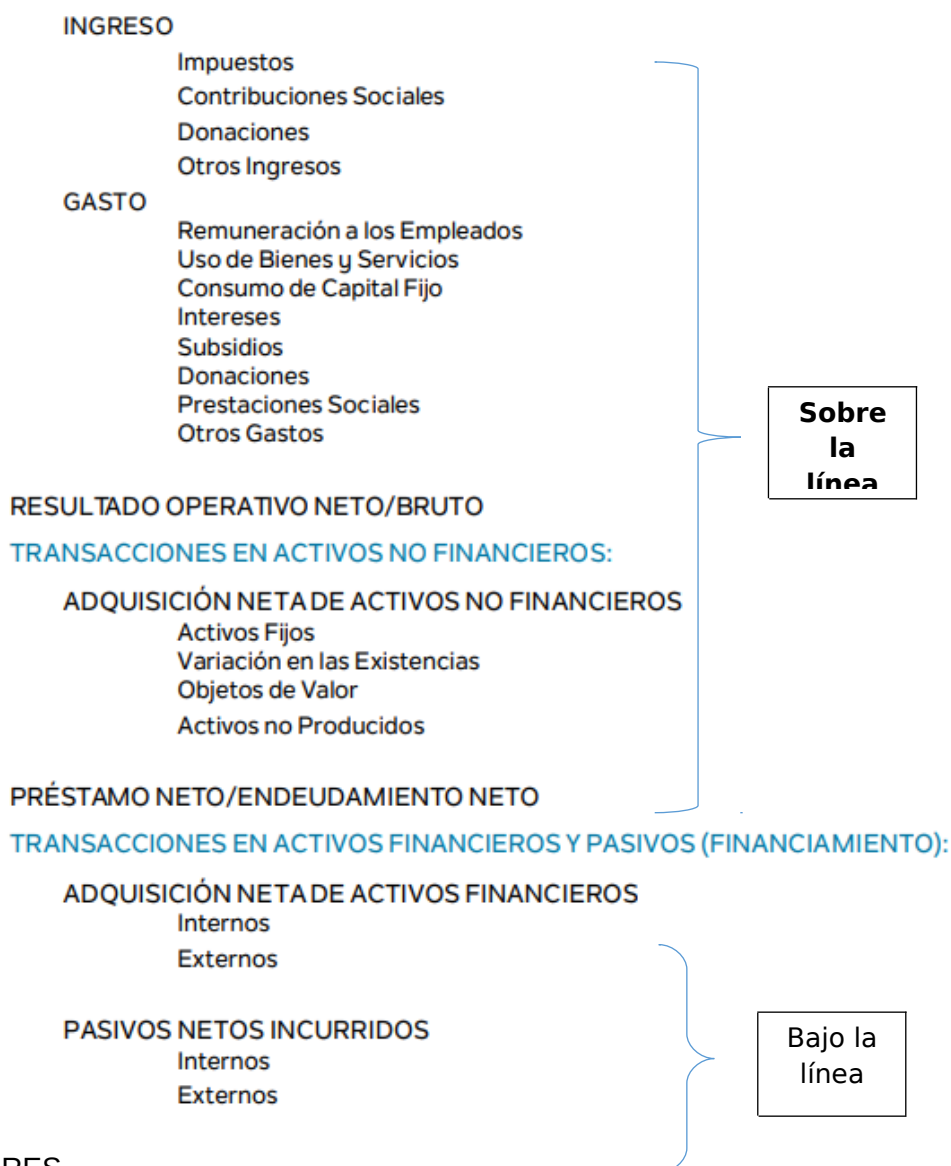 INGRESO
Impuestos
Contribuciones Sociales
Donaciones
Otros Ingresos
GASTO
Remuneración a los Empleados
Uso de Bienes y Servicios
Consumo de Capital Fijo
Intereses
Subsidios
Donaciones
Prestaciones Sociales
Otros Gastos
Sobre
la
línea
RESULTADO OPERATIVO NETO/BRUTO
TRANSACCIONES EN ACTIVOS NO FINANCIEROS:
ADQUISICIÓN NETA DE ACTIVOS NO FINANCIEROS
Activos Fijos
Variación en las Existencias
Objetos de Valor
Activos no Producidos
PRÉSTAMO NETO/ENDEUDAMIENTO NETO
TRANSACCIONES EN ACTIVOS FINANCIEROS Y PASIVOS (FINANCIAMIENTO):
ADQUISICIÓN NETA DE ACTIVOS FINANCIEROS
Internos
Externos
PASIVOS NETOS INCURRIDOS
Internos
Externos
Bajo la
línea